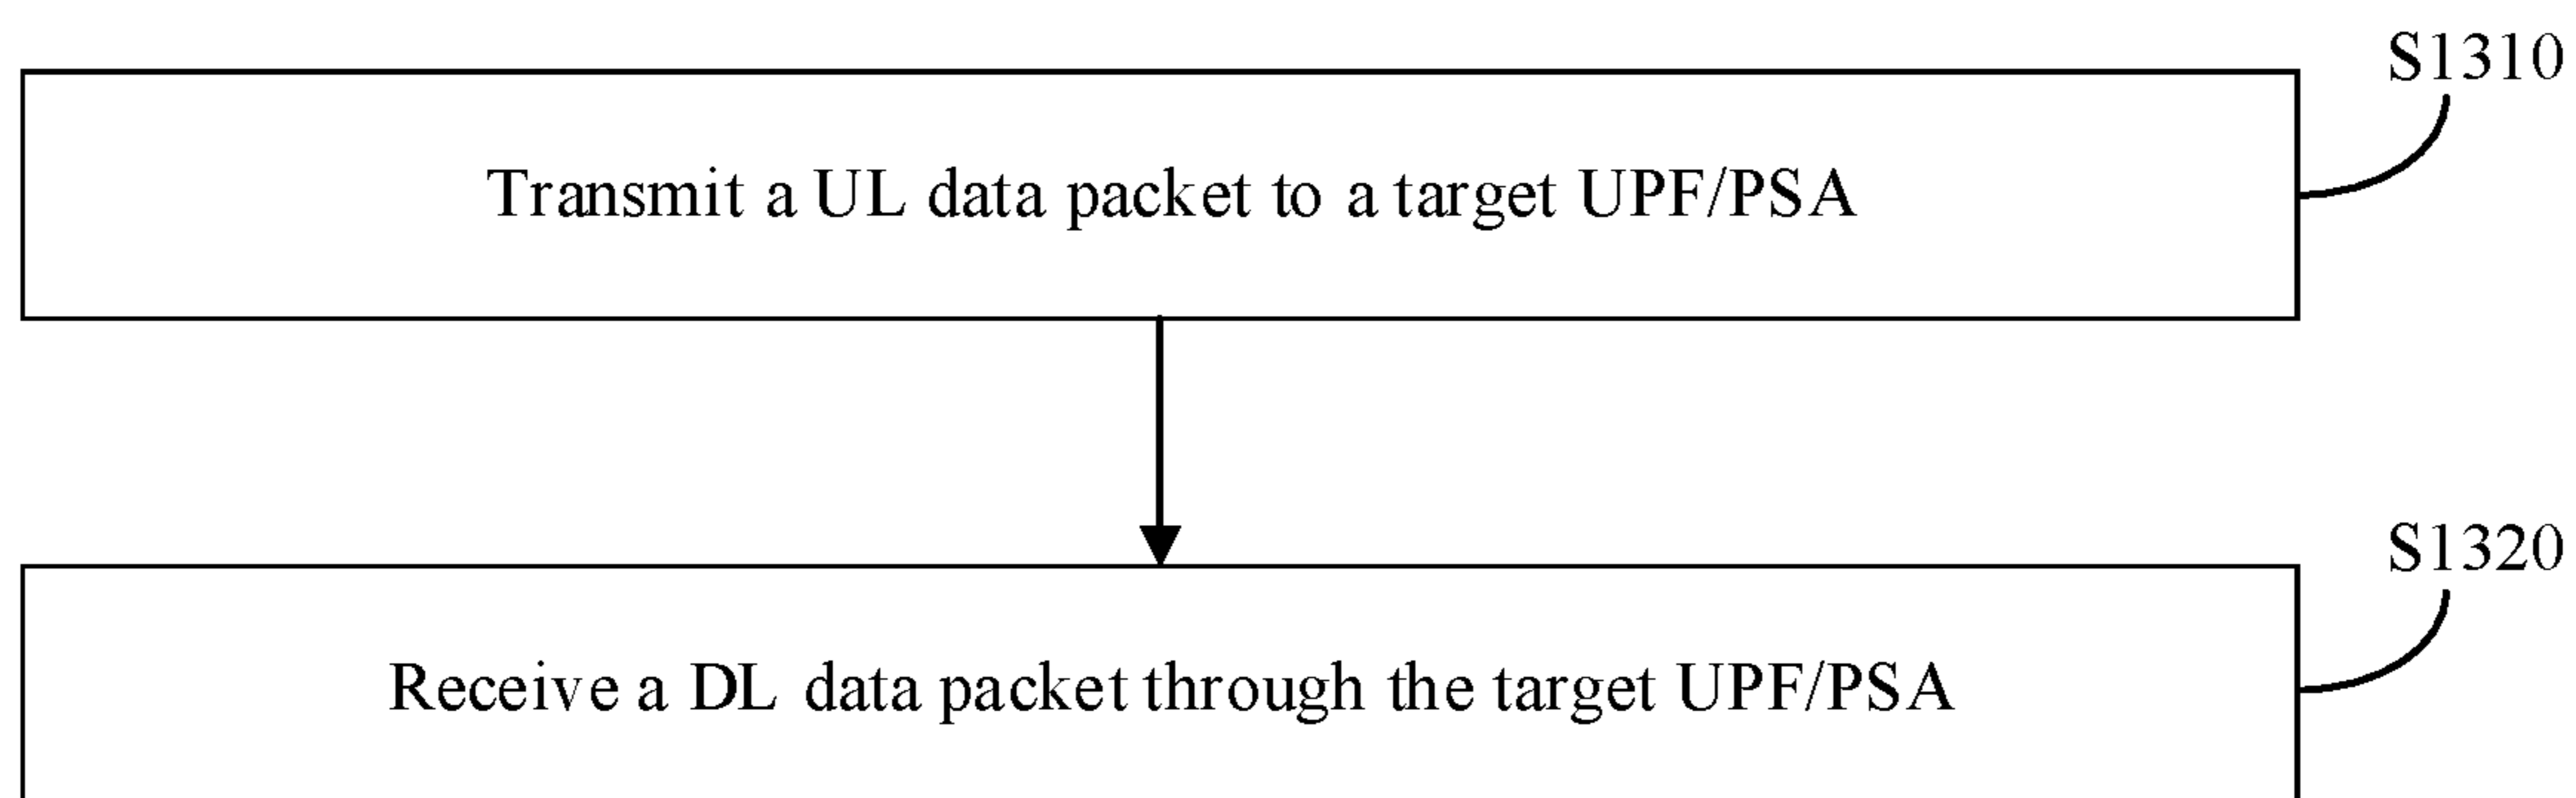 S1310
Transmit a UL data packet to a target UPF/PSA
S1320
Receive a DL data packet through the target UPF/PSA